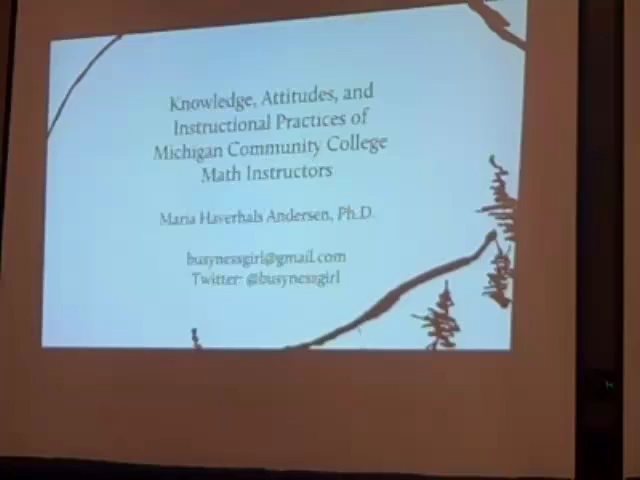 Knowledge, Attitudes, and
Instructional Practices of
Michigan Community College
Math Instructors
Maria Haverhals Andersen, Ph.D.
busynessgirl@gmail.com
Twitter: @busynessgirl